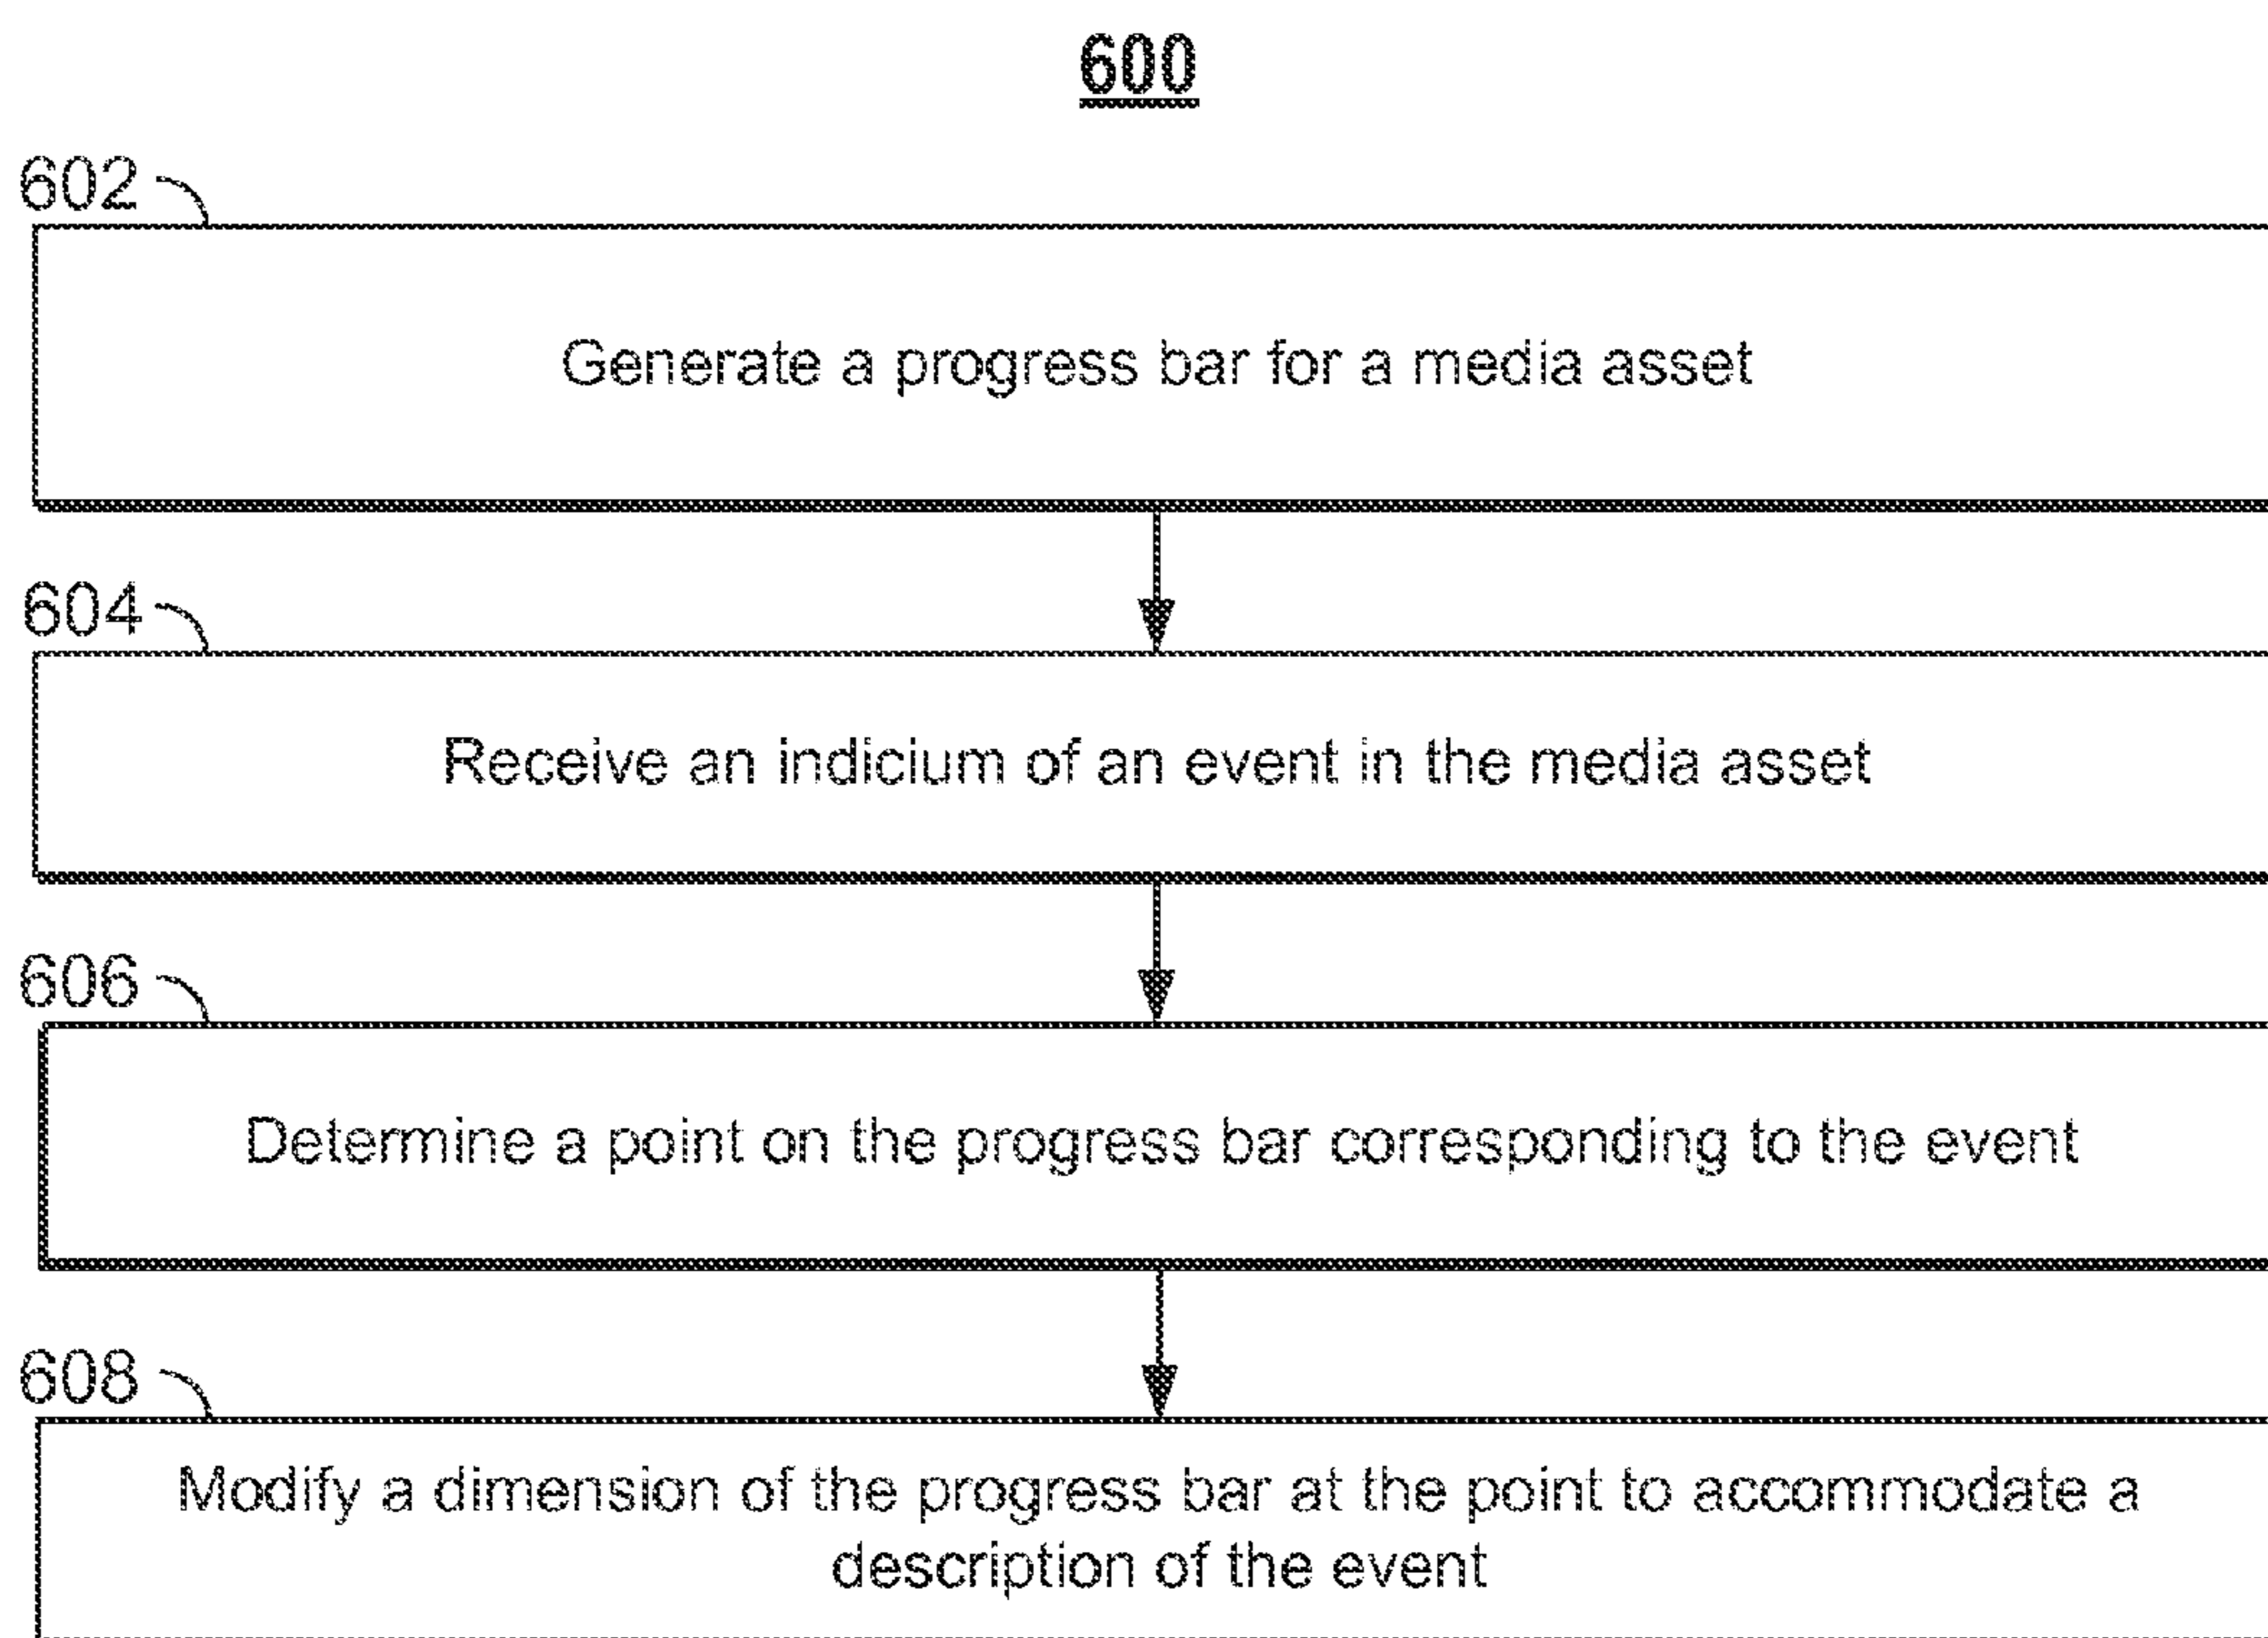 600
602
Generate a progress bar for a media asset
604
Receive an indicium of an event in the media asset
606
Determine a point on the progress bar corresponding to the event
608
Modify a dimension of the progress bar at the point to accommodate a
description of the event